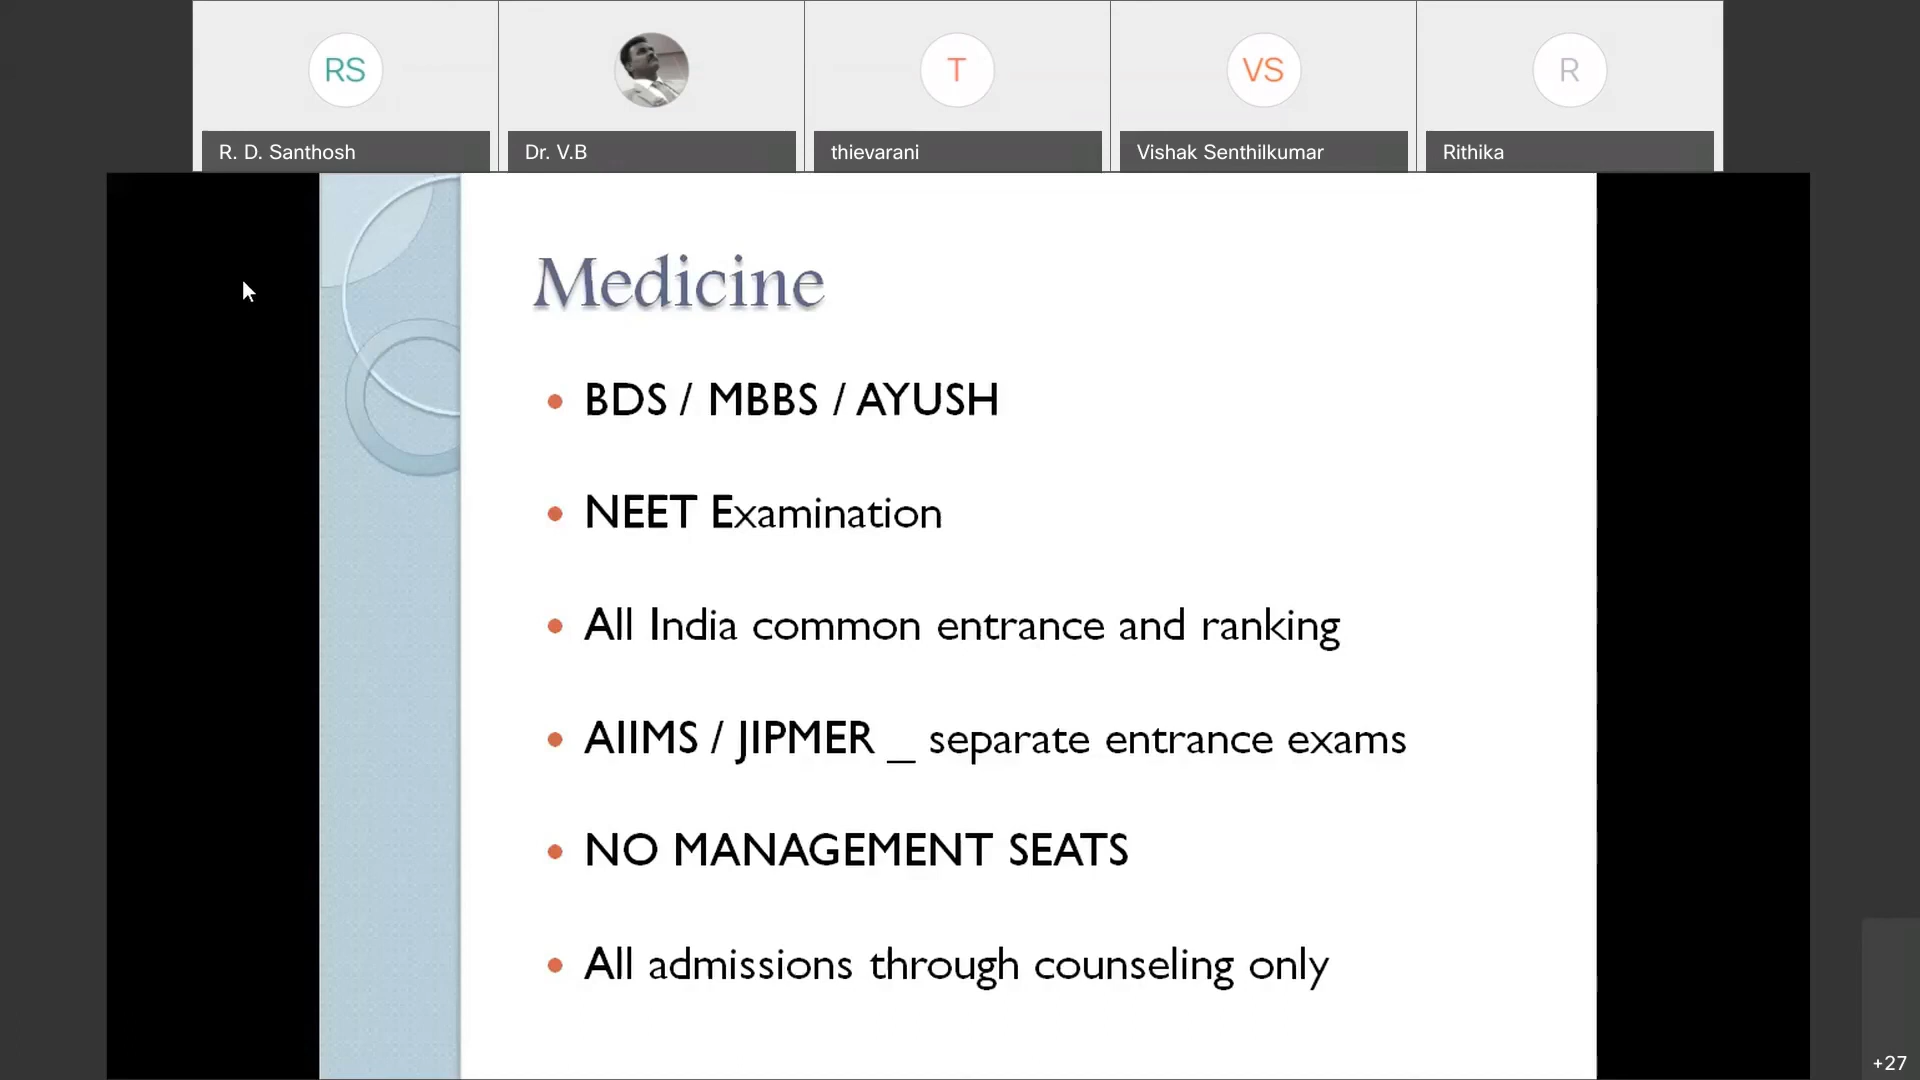 RS
T
VS
R
R. D. Santhosh
Dr. V.B
thievarani
Vishak Senthilkumar
Rithika
Medicine
• BDS / MBBS / AYUSH
• NEET Examination
• All India common entrance and ranking
• AIIMS / JIPMER _ separate entrance exams
• NO MANAGEMENT SEATS
• All admissions through counseling only
+27